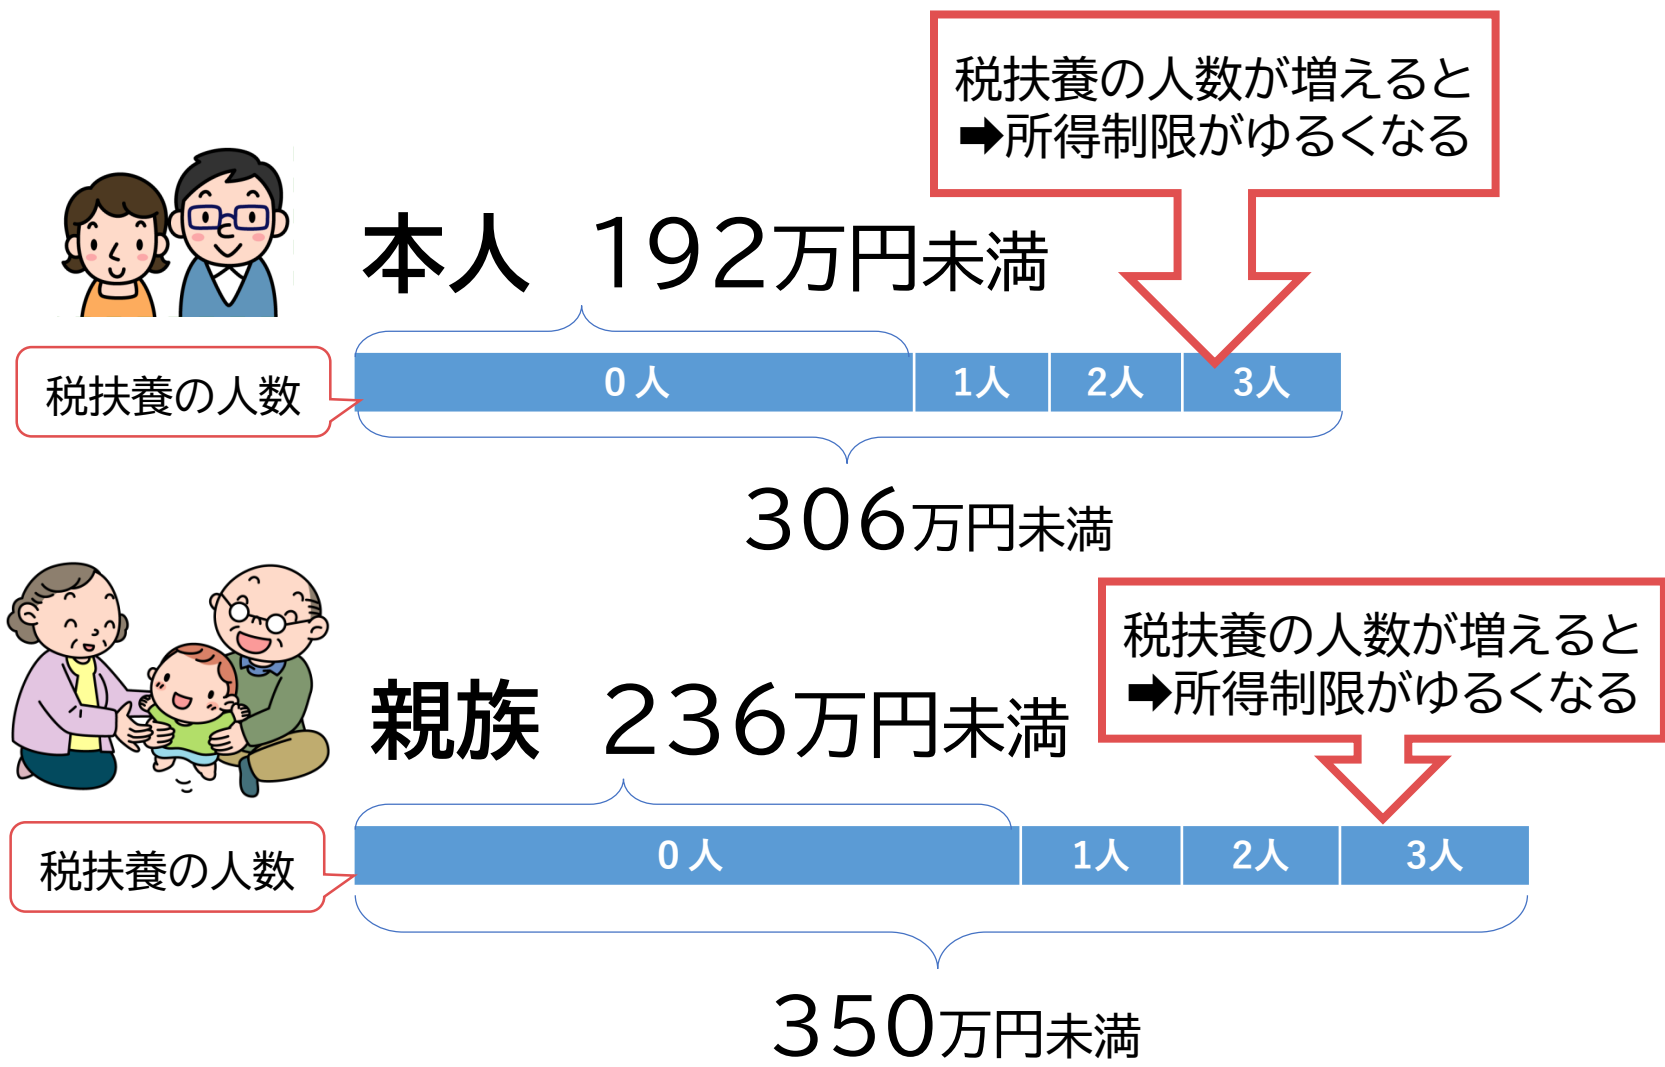 税扶養の人数が増えると
➡所得制限がゆるくなる
本人 192万円未満
税扶養の人数
0人 1人 2人 3人
306万円未満
税扶養の人数が増えると
➡所得制限がゆるくなる
親族 236万円未満
税扶養の人数
0人 1人 2人 3人
350万円未満